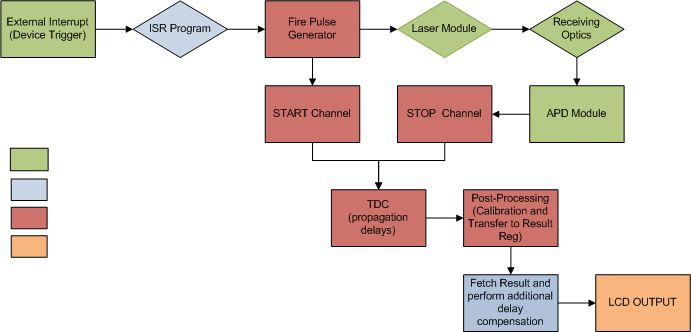 External Interrupt
(Device Trigger)
ISR Program
Fire Pulse
Generator
Laser Module
Receiving
Optics
START Channel
STOP Channel
APD Module
TDC
(propagation
delays)
Post-Processing
(Calibration and
Transfer to Result
Reg)
Fetch Result and
perform additional
delay
compensation
LCD OUTPUT